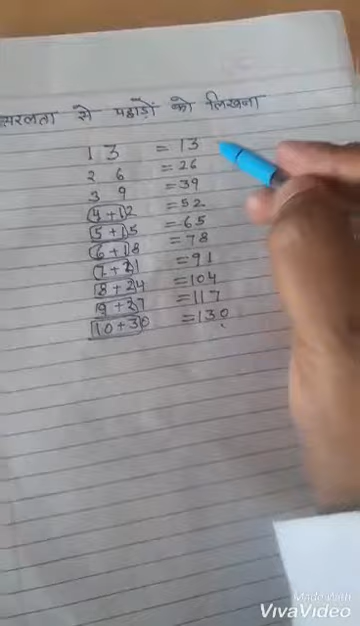 सरलता से पहाड़ों को लिखना
1 3 = 13
2 6 = 26
3 9 = 39
4+12 = 52
5+15 = 65
6+18 = 78
7+21 = 91
8+24 = 104
9+27 = 117
10+30 = 130
Made With
VivaVideo